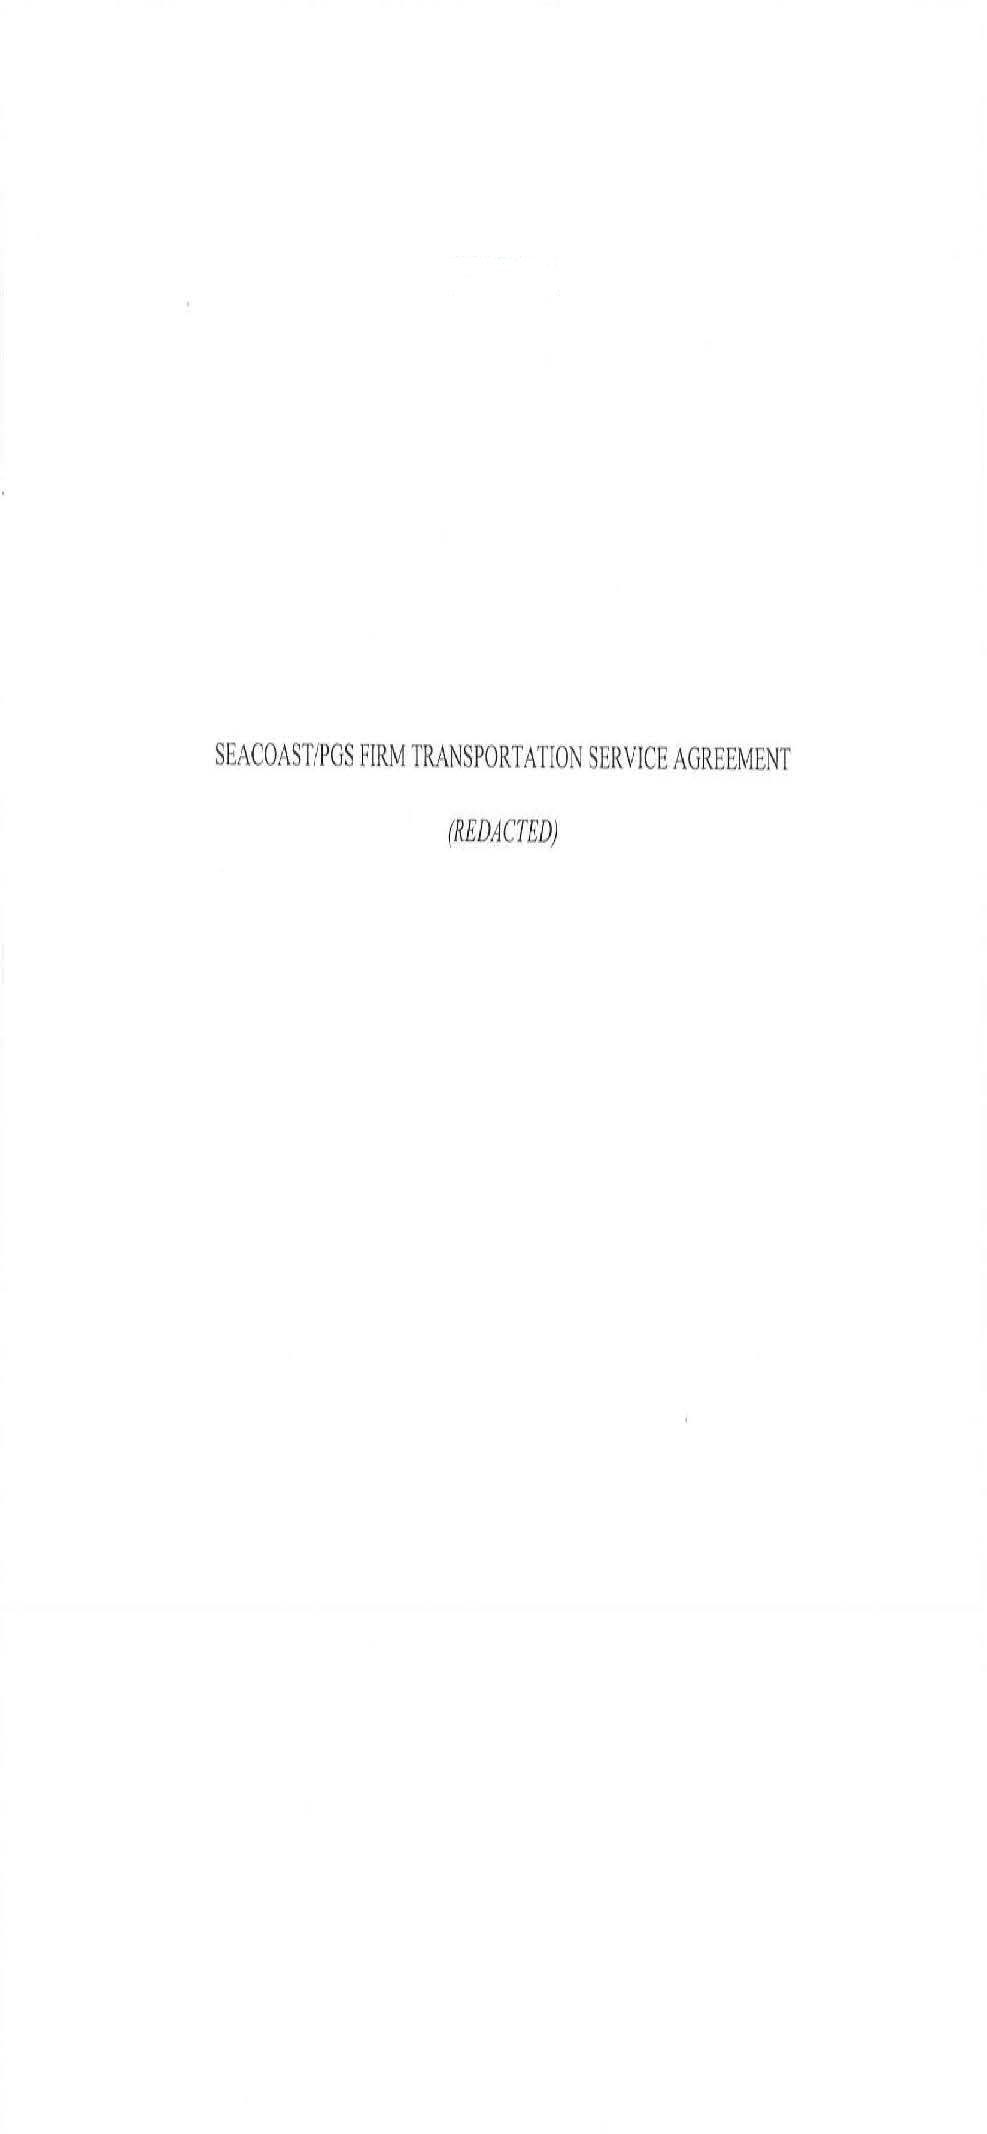 SEACOAST/PGS FIRM TRANSPORTATION SERVICE AGREEMENT
(REDACTED)